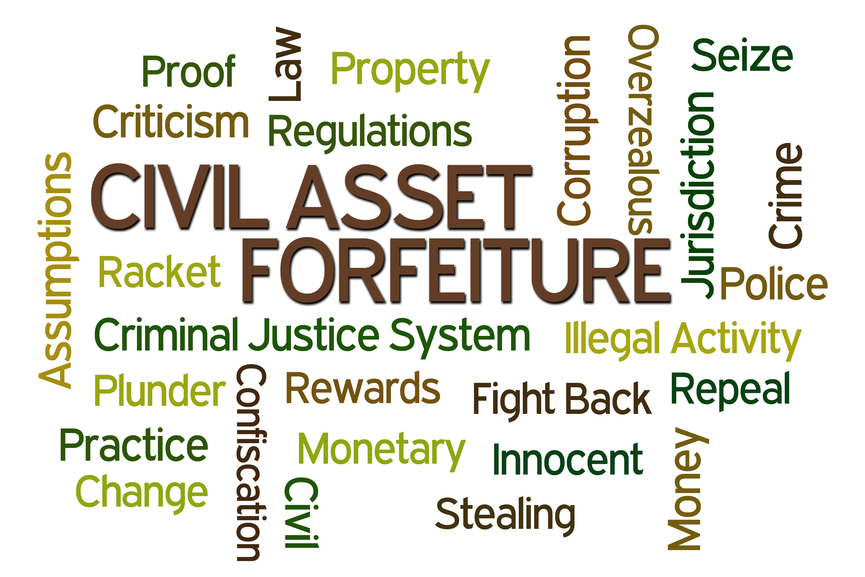 Law
Proof
Property
Corruption
Overzealous
Seize
Criticism
Regulations
Jurisdiction
Crime
Assumptions
CIVIL ASSET
FORFEITURE
Racket
Police
Criminal Justice System
Illegal Activity
Plunder
Confiscation
Rewards
Fight Back
Repeal
Practice
Monetary
Innocent
Money
Change
Civil
Stealing